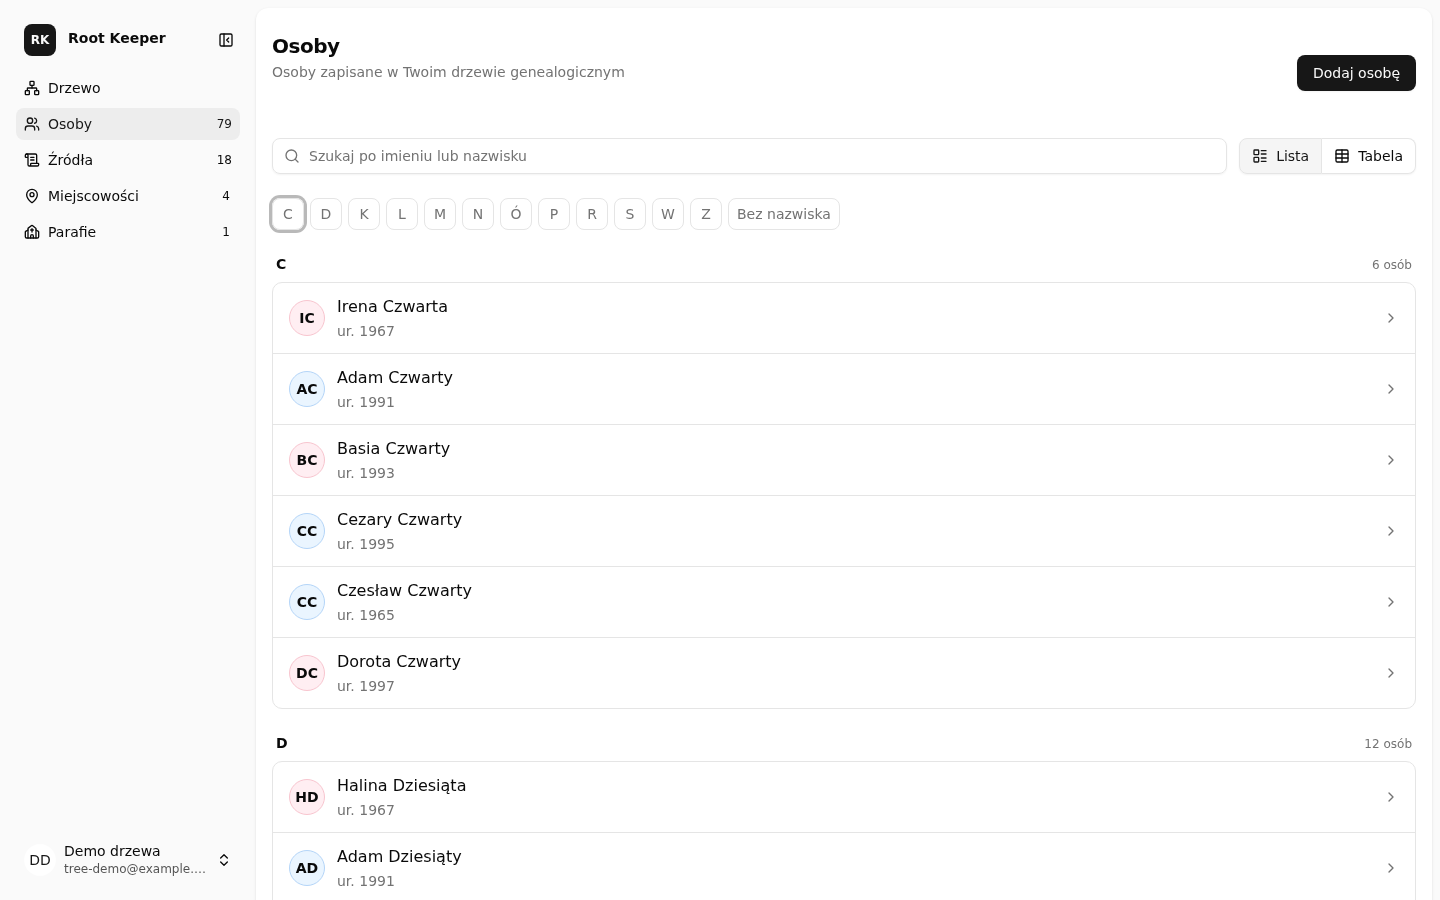 RK
Root Keeper
Drzewo
Osoby 79
Źródła 18
Miejscowości 4
Parafie 1
DD
Demo drzewa
tree-demo@example....
Osoby
Osoby zapisane w Twoim drzewie genealogicznym
Dodaj osobę
Szukaj po imieniu lub nazwisku
Lista
Tabela
C D K L M N Ó P R S W Z Bez nazwiska
C 6 osób
IC
Irena Czwarta
ur. 1967
AC
Adam Czwarty
ur. 1991
BC
Basia Czwarty
ur. 1993
CC
Cezary Czwarty
ur. 1995
CC
Czesław Czwarty
ur. 1965
DC
Dorota Czwarty
ur. 1997
D 12 osób
HD
Halina Dziesiąta
ur. 1967
AD
Adam Dziesiąty
ur. 1991